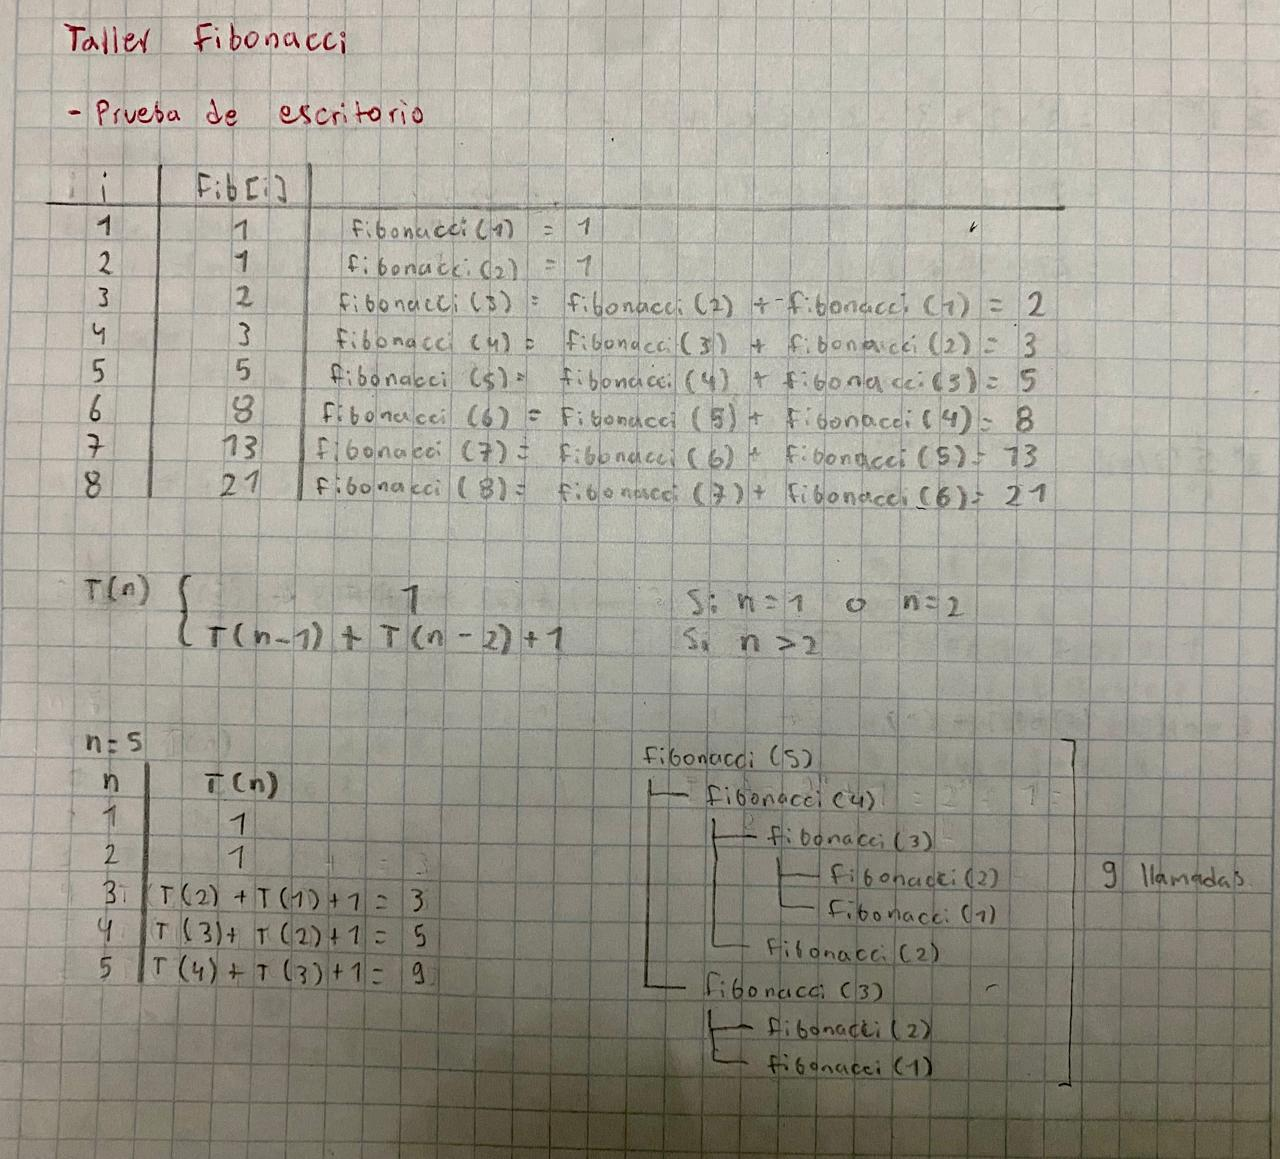 Taller Fibonacci
- Prueba de escritorio
i Fib[i]
1 1 fibonacci(1) = 1
2 1 fibonacci(2) = 1
3 2 fibonacci(3) = fibonacci(2) + fibonacci(1) = 2
4 3 fibonacci(4) = fibonacci(3) + fibonacci(2) = 3
5 5 fibonacci(5) = fibonacci(4) + fibonacci(3) = 5
6 8 fibonacci(6) = fibonacci(5) + fibonacci(4) = 8
7 13 fibonacci(7) = fibonacci(6) + fibonacci(5) = 13
8 21 fibonacci(8) = fibonacci(7) + fibonacci(6) = 21
T(n) { 1 Si n=1 o n=2
T(n-1) + T(n-2)+1 Si n>2
n=5
n T(n)
1 1
2 1
3 T(2)+T(1)+1 = 3
4 T(3)+T(2)+1 = 5
5 T(4)+T(3)+1 = 9
fibonacci(5)
fibonacci(4)
fibonacci(3)
fibonacci(2)
fibonacci(1)
fibonacci(2)
fibonacci(3)
fibonacci(2)
fibonacci(1)
9 llamadas